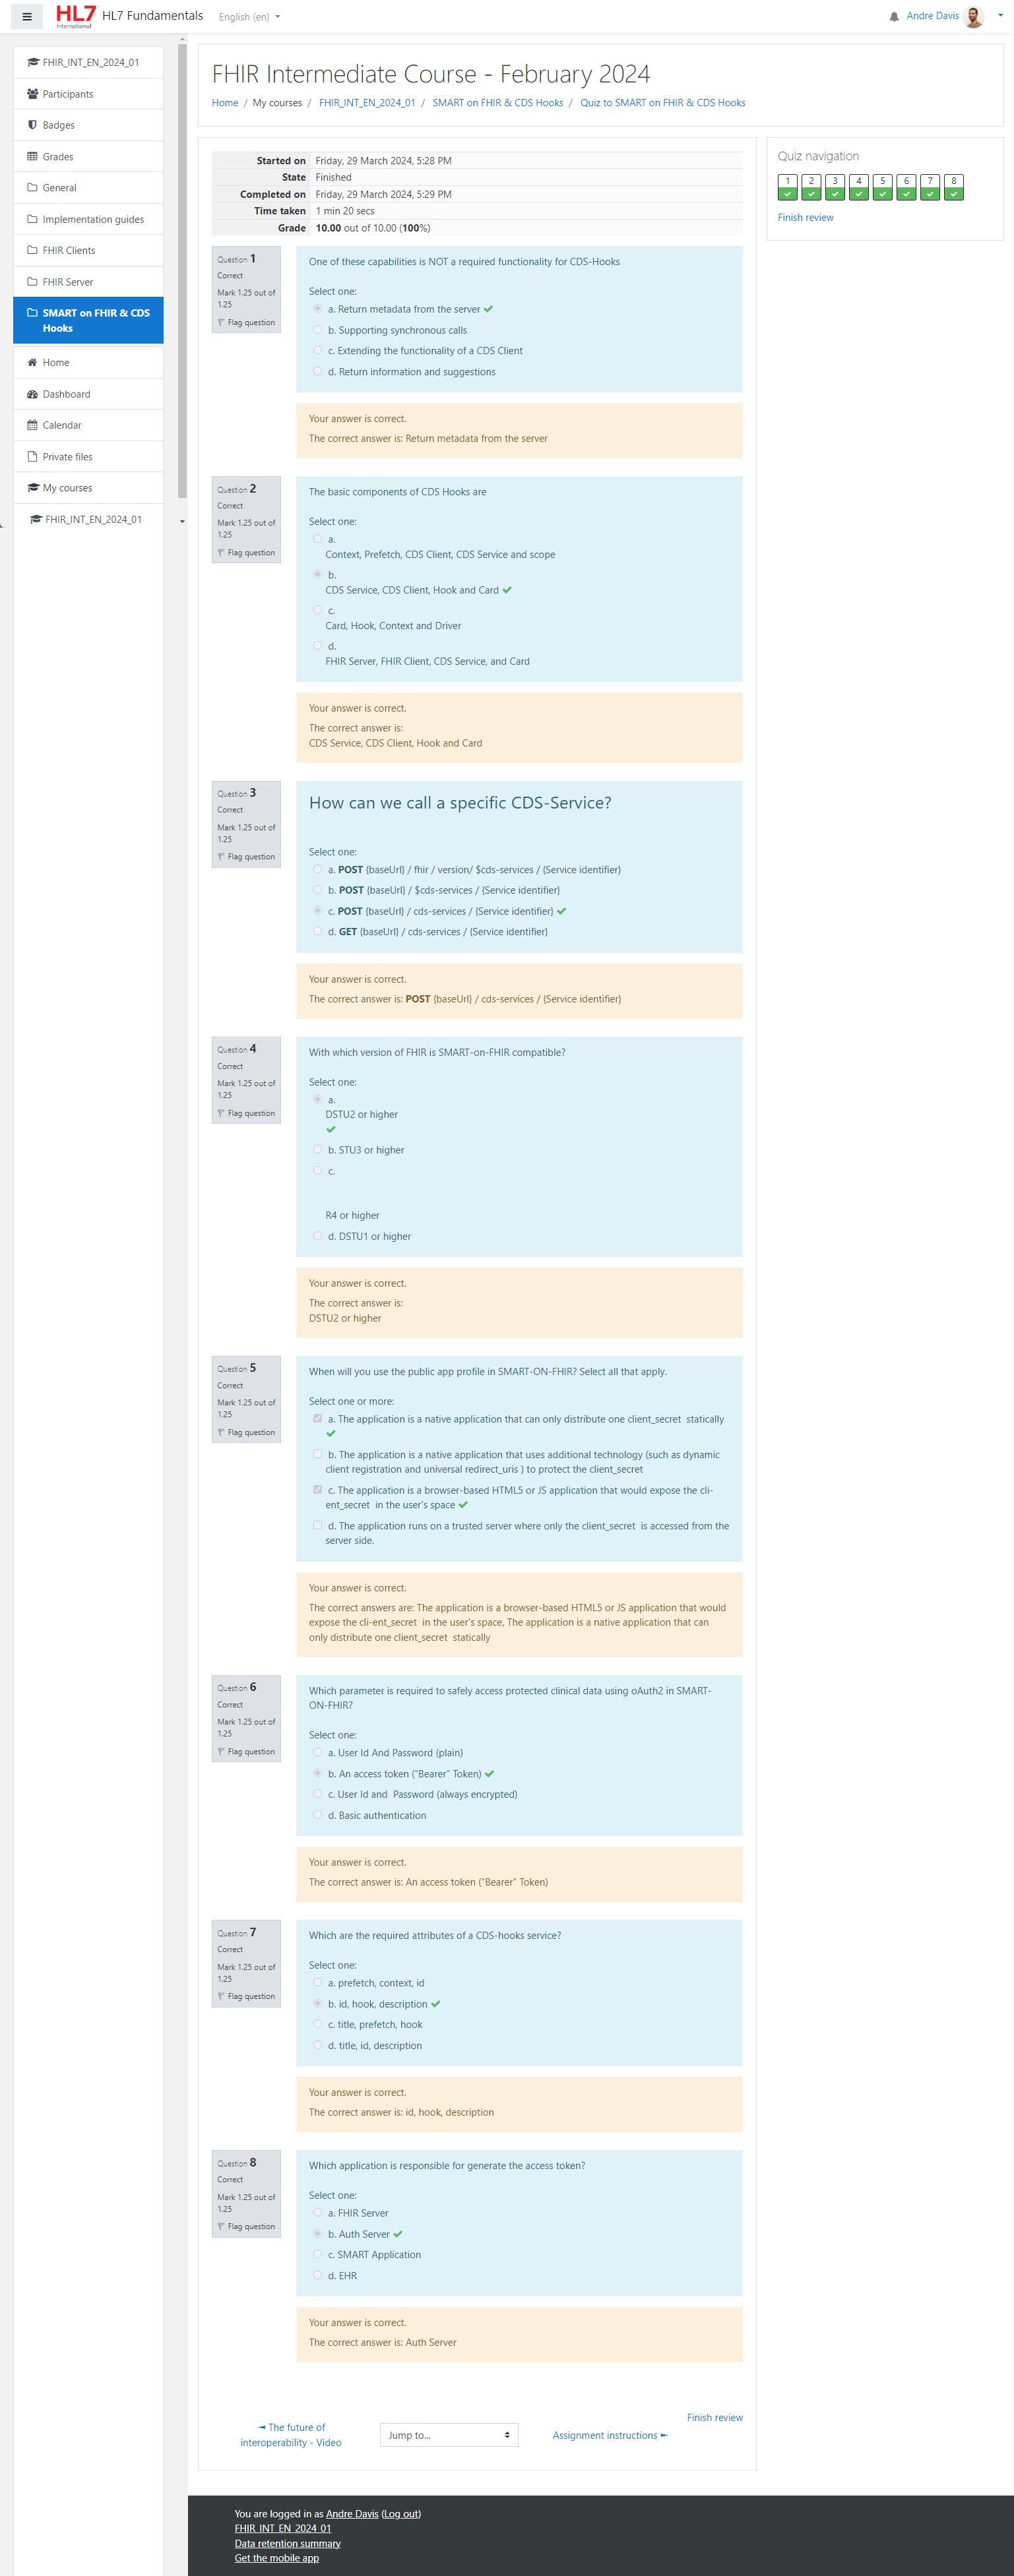 HL7 International HL7 Fundamentals English (en) Andre Davis
FHIR_INT_EN_2024_01
Participants
Badges
Grades
General
Implementation guides
FHIR Clients
FHIR Server
SMART on FHIR & CDS
Hooks
Home
Dashboard
Calendar
Private files
My courses
FHIR_INT_EN_2024_01
FHIR Intermediate Course - February 2024
Home / My courses / FHIR_INT_EN_2024_01 / SMART on FHIR & CDS Hooks / Quiz to SMART on FHIR & CDS Hooks
Started on Friday, 29 March 2024, 5:28 PM
State Finished
Completed on Friday, 29 March 2024, 5:29 PM
Time taken 1 min 20 secs
Grade 10.00 out of 10.00 (100%)
Quiz navigation
1 2 3 4 5 6 7 8
Finish review
Question 1
Correct
Mark 1.25 out of
1.25
Flag question
One of these capabilities is NOT a required functionality for CDS-Hooks
Select one:
a. Return metadata from the server
b. Supporting synchronous calls
c. Extending the functionality of a CDS Client
d. Return information and suggestions
Your answer is correct.
The correct answer is: Return metadata from the server
Question 2
Correct
Mark 1.25 out of
1.25
Flag question
The basic components of CDS Hooks are
Select one:
a.
Context, Prefetch, CDS Client, CDS Service and scope
b.
CDS Service, CDS Client, Hook and Card
c.
Card, Hook, Context and Driver
d.
FHIR Server, FHIR Client, CDS Service, and Card
Your answer is correct.
The correct answer is:
CDS Service, CDS Client, Hook and Card
Question 3
Correct
Mark 1.25 out of
1.25
Flag question
How can we call a specific CDS-Service?
Select one:
a. POST {baseUrl} / fhir / version/ $cds-services / {Service identifier}
b. POST {baseUrl} / $cds-services / {Service identifier}
c. POST {baseUrl} / cds-services / {Service identifier}
d. GET {baseUrl} / cds-services / {Service identifier}
Your answer is correct.
The correct answer is: POST {baseUrl} / cds-services / {Service identifier}
Question 4
Correct
Mark 1.25 out of
1.25
Flag question
With which version of FHIR is SMART-on-FHIR compatible?
Select one:
a.
DSTU2 or higher
b. STU3 or higher
c.
R4 or higher
d. DSTU1 or higher
Your answer is correct.
The correct answer is:
DSTU2 or higher
Question 5
Correct
Mark 1.25 out of
1.25
Flag question
When will you use the public app profile in SMART-ON-FHIR? Select all that apply.
Select one or more:
a. The application is a native application that can only distribute one client_secret statically
b. The application is a native application that uses additional technology (such as dynamic
client registration and universal redirect_uris ) to protect the client_secret
c. The application is a browser-based HTML5 or JS application that would expose the cli-
ent_secret in the user's space
d. The application runs on a trusted server where only the client_secret is accessed from the
server side.
Your answer is correct.
The correct answers are: The application is a browser-based HTML5 or JS application that would
expose the cli-ent_secret in the user's space, The application is a native application that can
only distribute one client_secret statically
Question 6
Correct
Mark 1.25 out of
1.25
Flag question
Which parameter is required to safely access protected clinical data using oAuth2 in SMART-
ON-FHIR?
Select one:
a. User Id And Password (plain)
b. An access token ("Bearer" Token)
c. User Id and Password (always encrypted)
d. Basic authentication
Your answer is correct.
The correct answer is: An access token ("Bearer" Token)
Question 7
Correct
Mark 1.25 out of
1.25
Flag question
Which are the required attributes of a CDS-hooks service?
Select one:
a. prefetch, context, id
b. id, hook, description
c. title, prefetch, hook
d. title, id, description
Your answer is correct.
The correct answer is: id, hook, description
Question 8
Correct
Mark 1.25 out of
1.25
Flag question
Which application is responsible for generate the access token?
Select one:
a. FHIR Server
b. Auth Server
c. SMART Application
d. EHR
Your answer is correct.
The correct answer is: Auth Server
Finish review
◄ The future of
interoperability - Video
Jump to...
Assignment instructions ►
You are logged in as Andre Davis (Log out)
FHIR_INT_EN_2024_01
Data retention summary
Get the mobile app